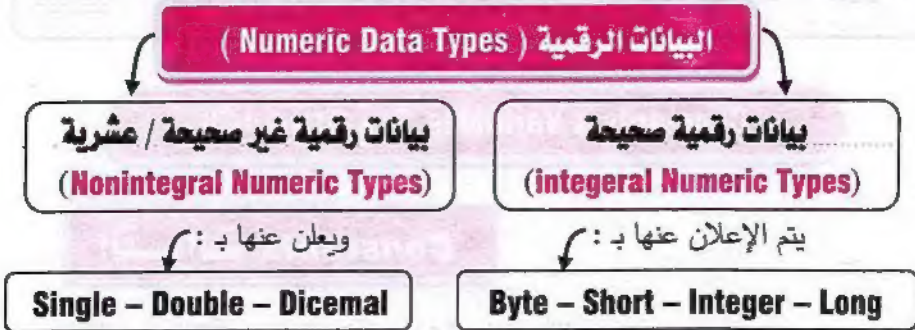 البيانات الرقمية ( Numeric Data Types )
بيانات رقمية صحيحة
(integeral Numeric Types)
يتم الإعلان عنها بـ :
Byte – Short – Integer – Long
بيانات رقمية غير صحيحة / عشرية
(Nonintegral Numeric Types)
ويعلن عنها بـ :
Single – Double – Dicemal